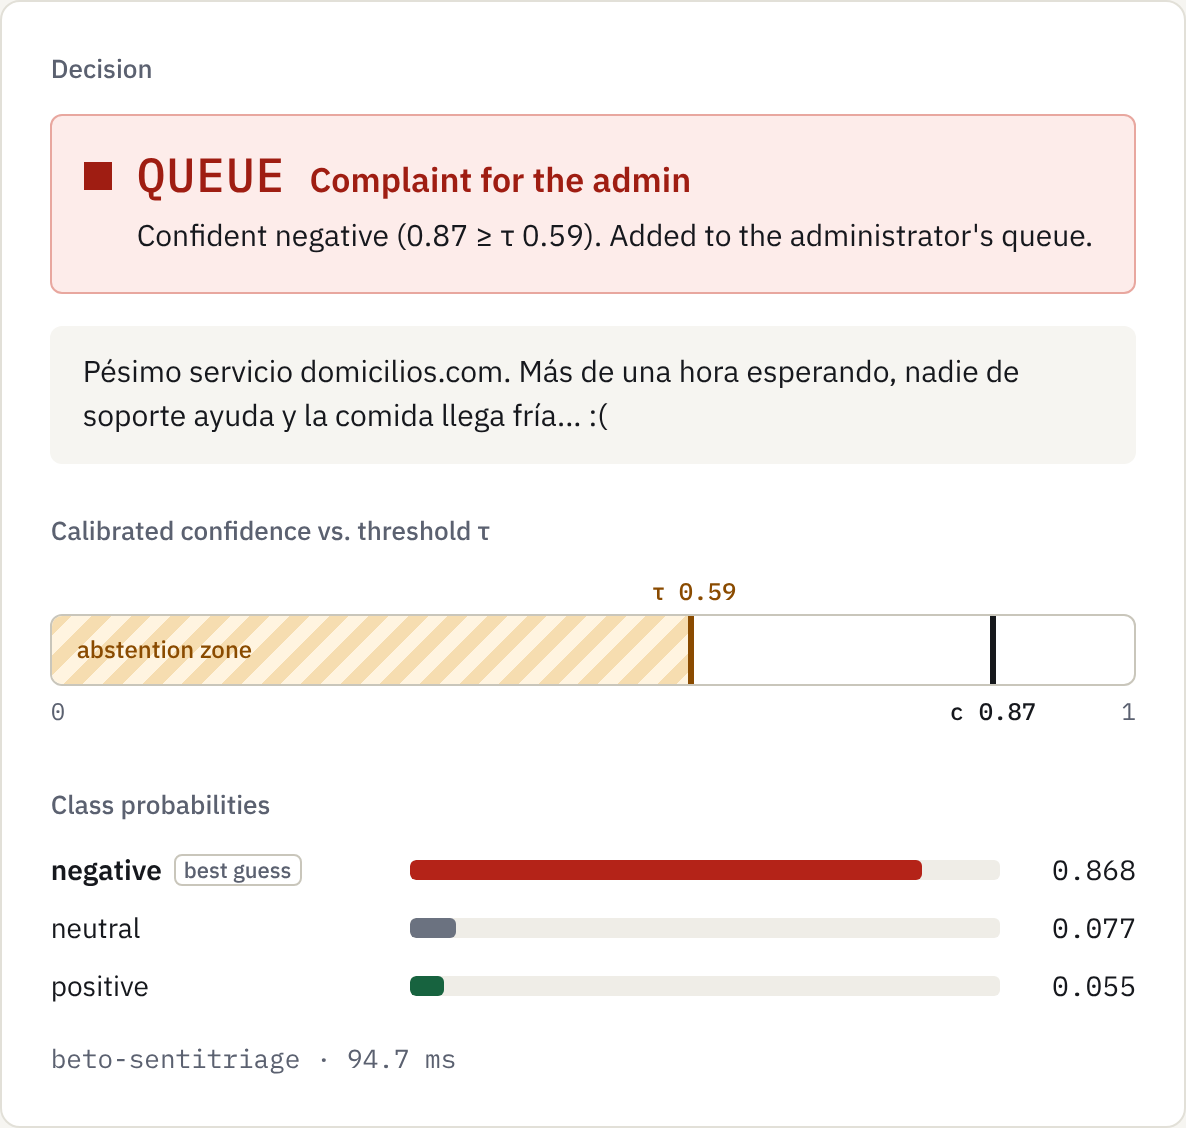 Decision
QUEUE Complaint for the admin
Confident negative (0.87 ≥ τ 0.59). Added to the administrator's queue.
Pésimo servicio domicilios.com. Más de una hora esperando, nadie de
soporte ayuda y la comida llega fría... :(
Calibrated confidence vs. threshold τ
τ 0.59
abstention zone
0 c 0.87 1
Class probabilities
negative best guess 0.868
neutral 0.077
positive 0.055
beto-sentitriage · 94.7 ms